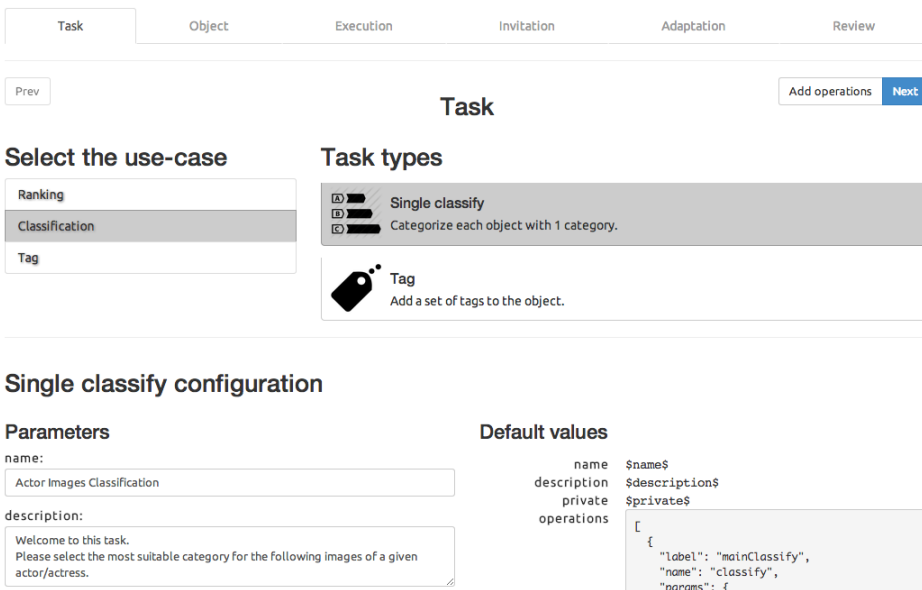 Task
Object
Execution
Invitation
Adaptation
Review
Prev
Add operations
Next
Task
Select the use-case
Ranking
Classification
Tag
Task types
A
B
C
Single classify
Categorize each object with 1 category.
Tag
Add a set of tags to the object.
Single classify configuration
Parameters
name:
Actor Images Classification
description:
Welcome to this task.
Please select the most suitable category for the following images of a given
actor/actress.
Default values
name $name$
description $description$
private $private$
operations
[
{
"label": "mainClassify",
"name": "classify",
"params": {